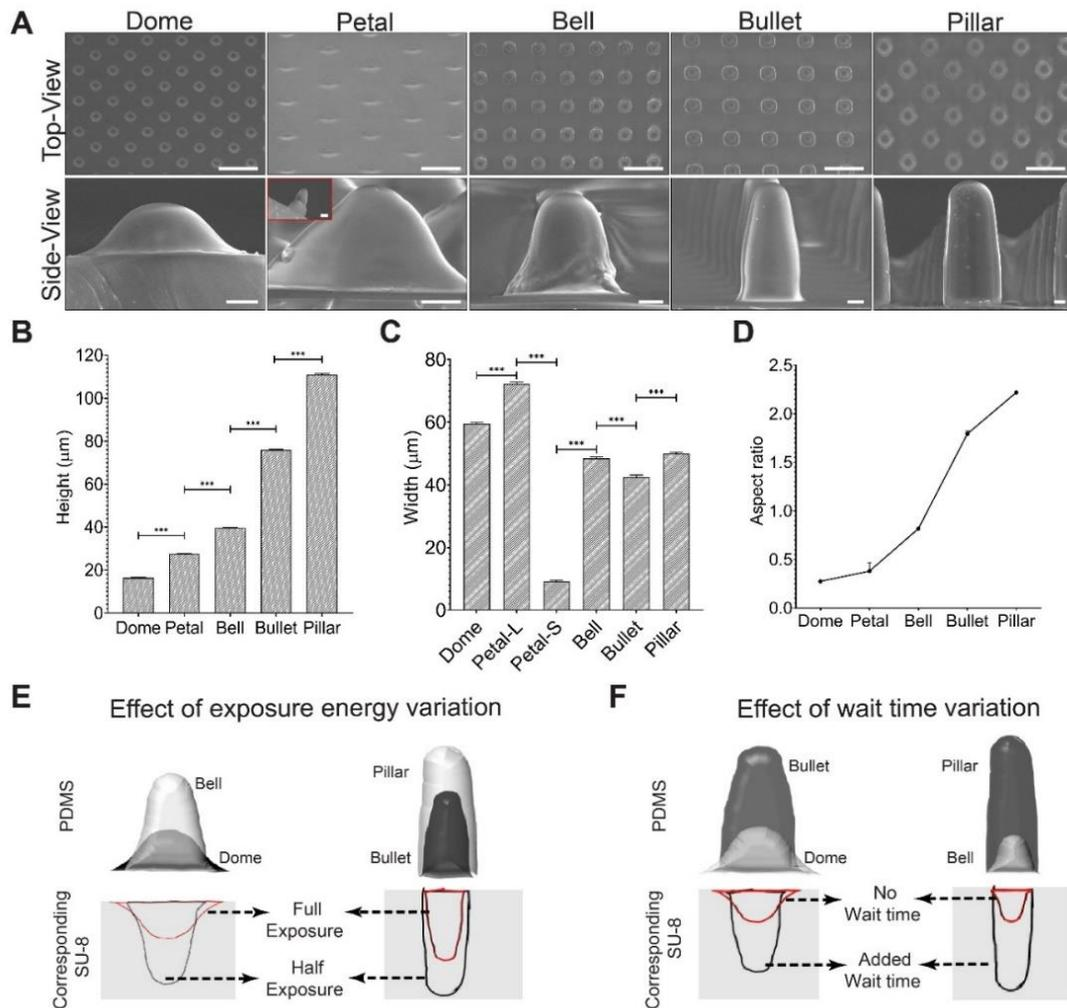 A
Dome Petal Bell Bullet Pillar
Top-View
Side-View
B
Height (μm)
120
100
80
60
40
20
0
*** *** *** ***
Dome Petal Bell Bullet Pillar
C
Width (μm)
80
60
40
20
0
*** *** *** *** ***
Dome Petal-L Petal-S Bell Bullet Pillar
D
Aspect ratio
2.5
2.0
1.5
1.0
0.5
0.0
Dome Petal Bell Bullet Pillar
E
Effect of exposure energy variation
PDMS
Bell
Dome
Pillar
Bullet
Corresponding
SU-8
Full
Exposure
Half
Exposure
F
Effect of wait time variation
PDMS
Bullet
Dome
Pillar
Bell
Corresponding
SU-8
No
Wait time
Added
Wait time